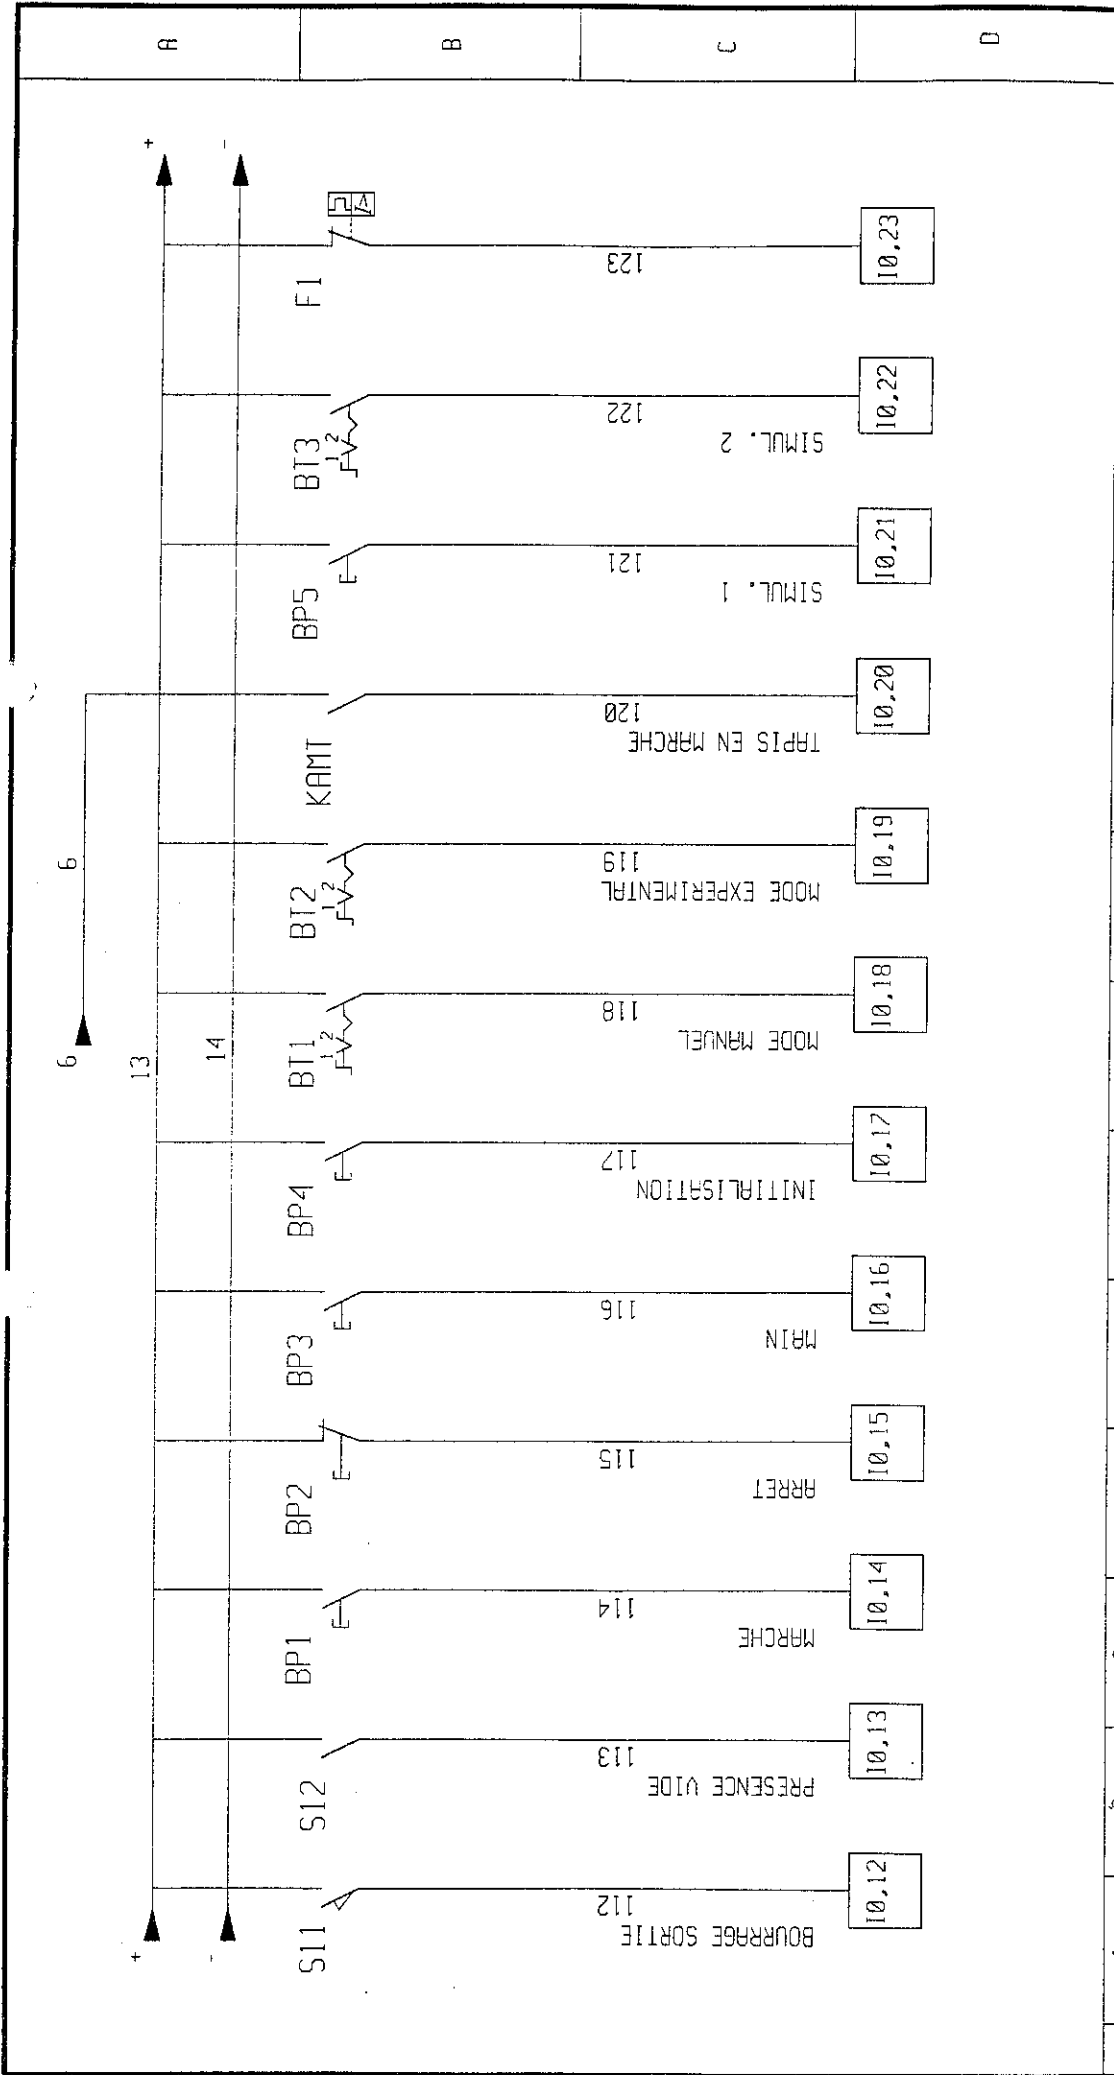 A
B
C
D
+
-
6
6
13
14
+
-
S11
S12
BP1
BP2
BP3
BP4
BT1
1 2
BT2
1 2
KAMT
BP5
BT3
1 2
F1
112
BOURRAGE SORTIE
113
PRESENCE VIDE
114
MARCHE
115
ARRET
116
MAIN
117
INITIALISATION
118
MODE MANUEL
119
MODE EXPERIMENTAL
120
TAPIS EN MARCHE
121
SIMUL. 1
122
SIMUL. 2
123
I0,12
I0,13
I0,14
I0,15
I0,16
I0,17
I0,18
I0,19
I0,20
I0,21
I0,22
I0,23